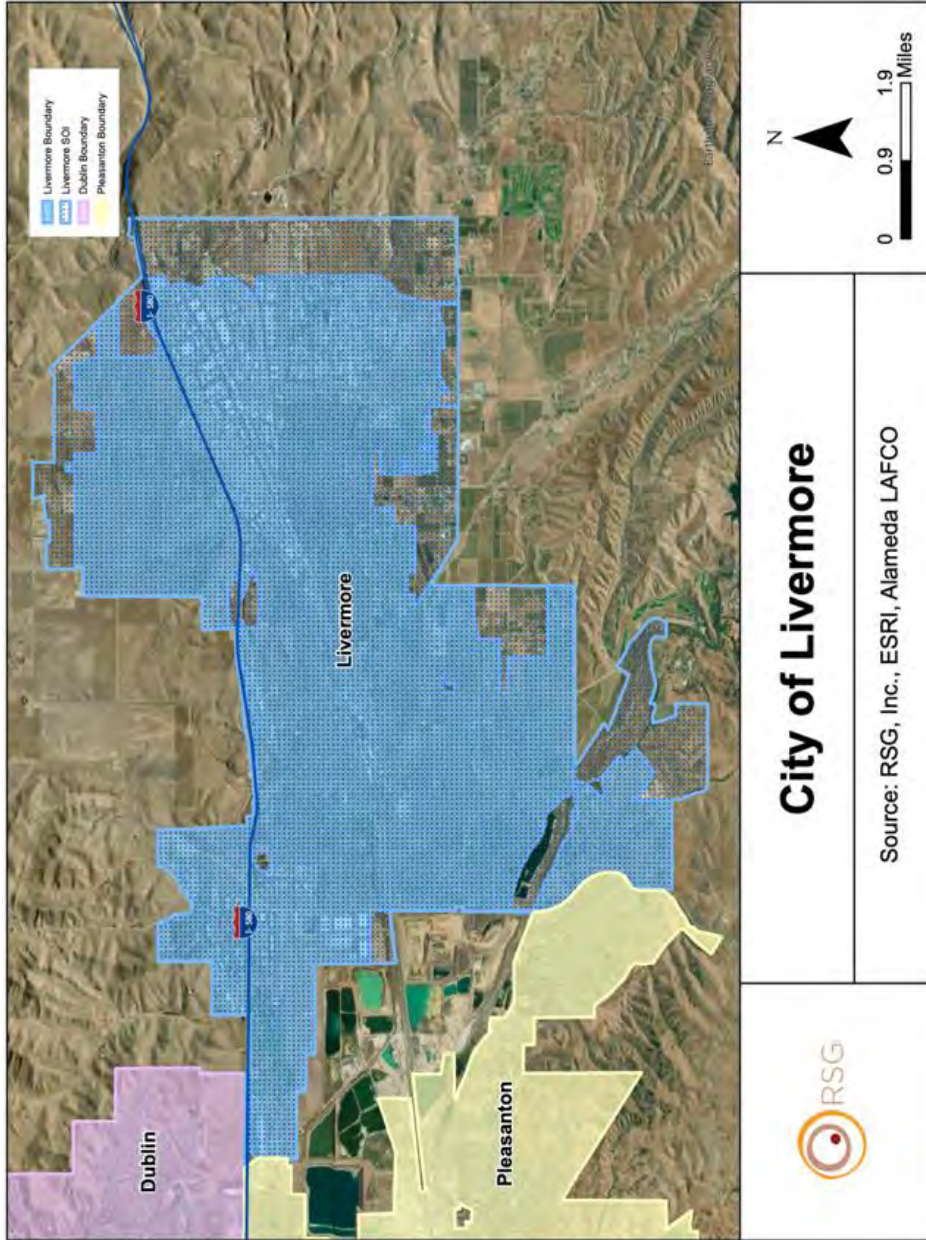 Livermore Boundary
Livermore SOI
Dublin Boundary
Pleasanton Boundary
I- 580
I- 580
Dublin
Livermore
Pleasanton
RSG
City of Livermore
Source: RSG, Inc., ESRI, Alameda LAFCO
N
0 0.9 1.9
Miles